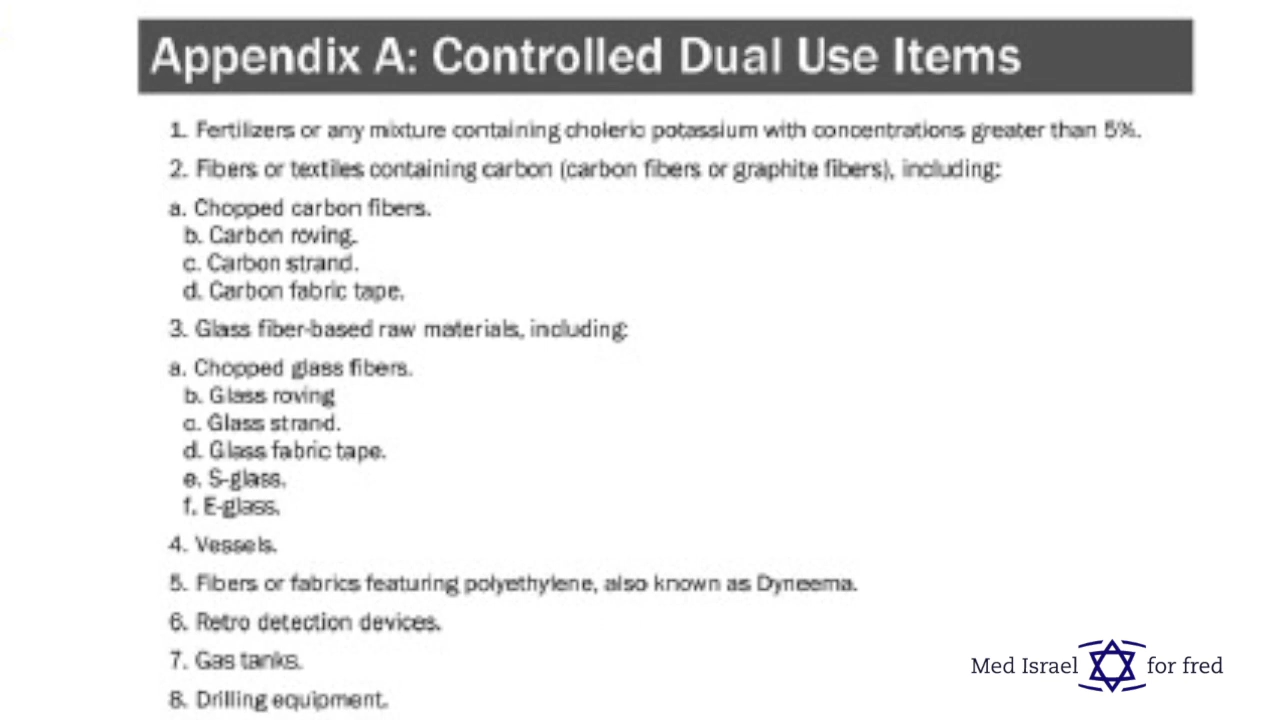 Appendix A: Controlled Dual Use Items
1. Fertilizers or any mixture containing choleric potassium with concentrations greater than 5%.
2. Fibers or textiles containing carbon (carbon fibers or graphite fibers), including:
a. Chopped carbon fibers.
b. Carbon roving.
c. Carbon strand.
d. Carbon fabric tape.
3. Glass fiber-based raw materials, including:
a. Chopped glass fibers.
b. Glass roving
c. Glass strand.
d. Glass fabric tape.
e. S-glass.
f. E-glass.
4. Vessels.
5. Fibers or fabrics featuring polyethylene, also known as Dyneema.
6. Retro detection devices.
7. Gas tanks.
8. Drilling equipment.
Med Israel for fred